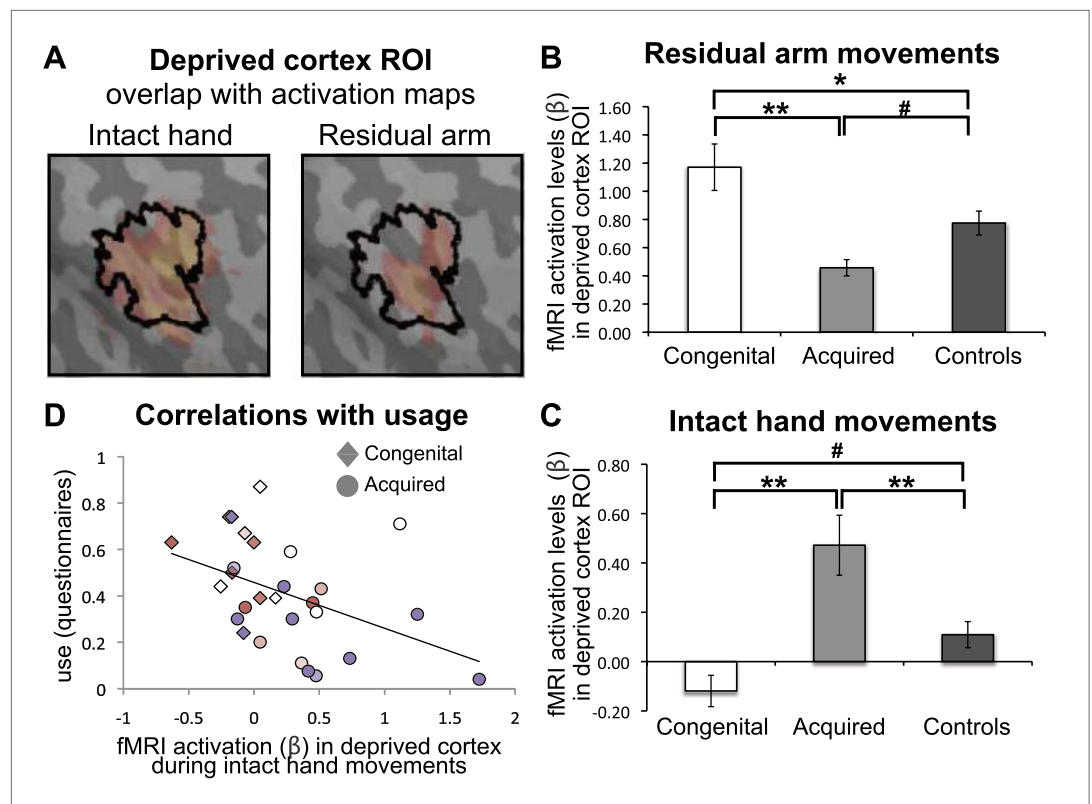 A
Deprived cortex ROI
overlap with activation maps
Intact hand
Residual arm
B
Residual arm movements
*
**
#
fMRI activation levels (β)
in deprived cortex ROI
1.60
1.40
1.20
1.00
0.80
0.60
0.40
0.20
0.00
Congenital
Acquired
Controls
D
Correlations with usage
Congenital
Acquired
use (questionnaires)
1
0.8
0.6
0.4
0.2
0
-1
-0.5
0
0.5
1
1.5
2
fMRI activation (β) in deprived cortex
during intact hand movements
C
Intact hand movements
#
**
**
fMRI activation levels (β)
in deprived cortex ROI
0.80
0.60
0.40
0.20
0.00
-0.20
Congenital
Acquired
Controls